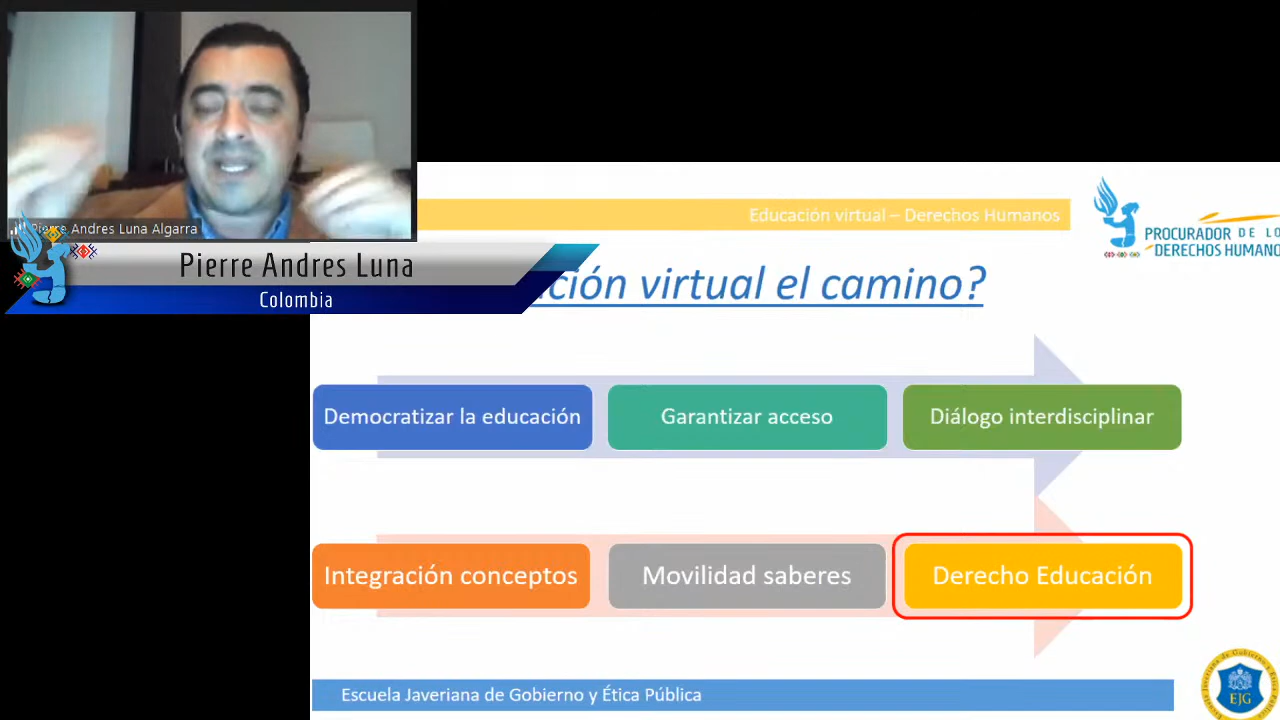 Pierre Andres Luna Algarra
Pierre Andres Luna
Colombia
Educación virtual – Derechos Humanos
PROCURADOR DE LO
DERECHOS HUMANO
ción virtual el camino?
Democratizar la educación
Garantizar acceso
Diálogo interdisciplinar
Integración conceptos
Movilidad saberes
Derecho Educación
Escuela Javeriana de Gobierno y Ética Pública
EJG